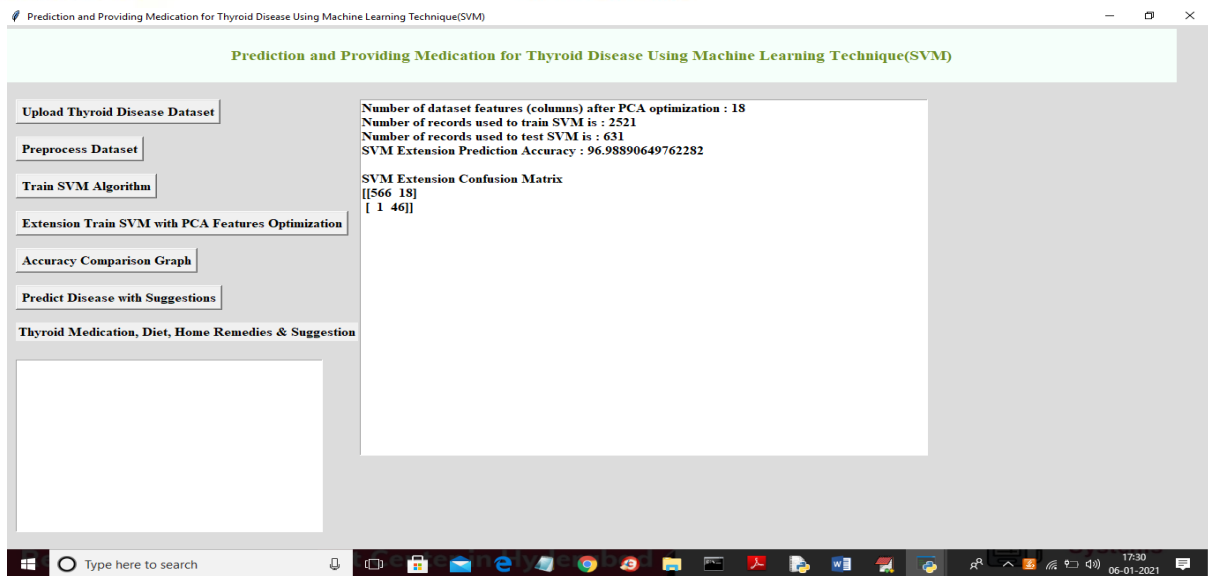 Prediction and Providing Medication for Thyroid Disease Using Machine Learning Technique(SVM)
Prediction and Providing Medication for Thyroid Disease Using Machine Learning Technique(SVM)
Upload Thyroid Disease Dataset
Preprocess Dataset
Train SVM Algorithm
Extension Train SVM with PCA Features Optimization
Accuracy Comparison Graph
Predict Disease with Suggestions
Thyroid Medication, Diet, Home Remedies & Suggestion
Number of dataset features (columns) after PCA optimization : 18
Number of records used to train SVM is : 2521
Number of records used to test SVM is : 631
SVM Extension Prediction Accuracy : 96.98890649762282
SVM Extension Confusion Matrix
[[566 18]
[ 1 46]]
Type here to search
17:30
06-01-2021